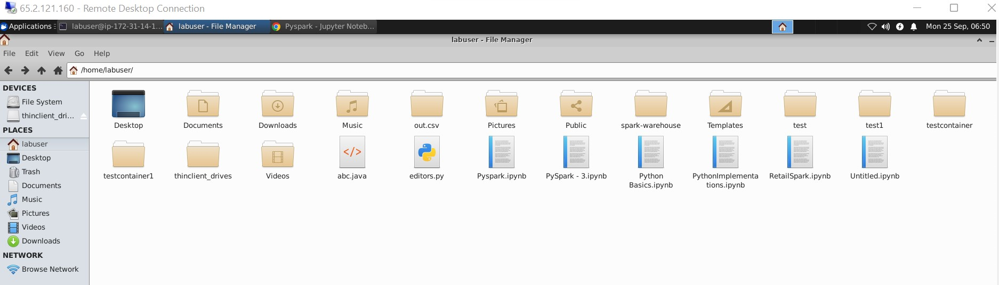 65.2.121.160 - Remote Desktop Connection
Applications labuser@ip-172-31-14-1... labuser - File Manager Pyspark - Jupyter Noteb... Mon 25 Sep, 06:50
labuser - File Manager
File Edit View Go Help
/home/labuser/
DEVICES
File System
thinclient_dri...
PLACES
labuser
Desktop
Trash
Documents
Music
Pictures
Videos
Downloads
NETWORK
Browse Network
Desktop Documents Downloads Music out.csv Pictures Public spark-warehouse Templates test test1 testcontainer
testcontainer1 thinclient_drives Videos abc.java editors.py Pyspark.ipynb PySpark - 3.ipynb Python PythonImplementa RetailSpark.ipynb Untitled.ipynb
Basics.ipynb tions.ipynb